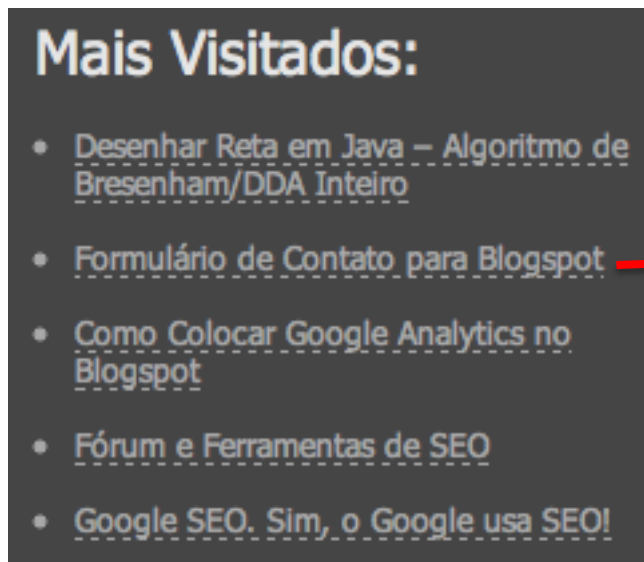 Mais Visitados:
Desenhar Reta em Java – Algoritmo de
Bresenham/DDA Inteiro
Formulário de Contato para Blogspot
Como Colocar Google Analytics no
Blogspot
Fórum e Ferramentas de SEO
Google SEO. Sim, o Google usa SEO!